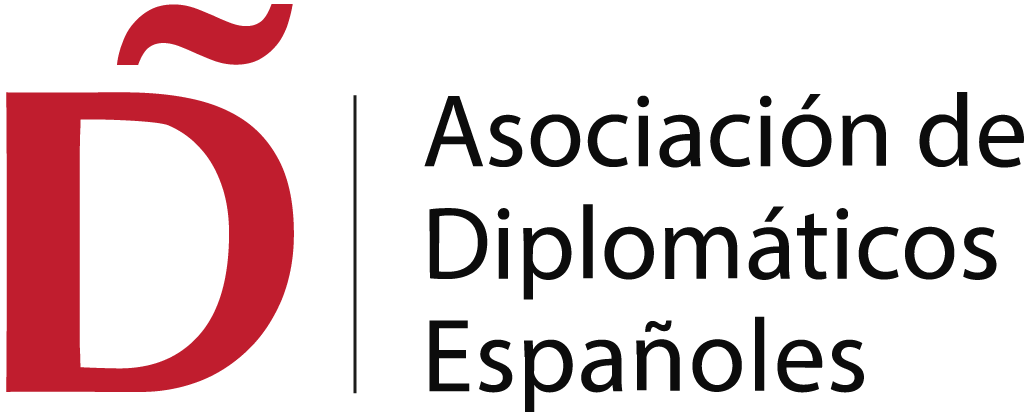 D̃
Asociación de
Diplomáticos
Españoles